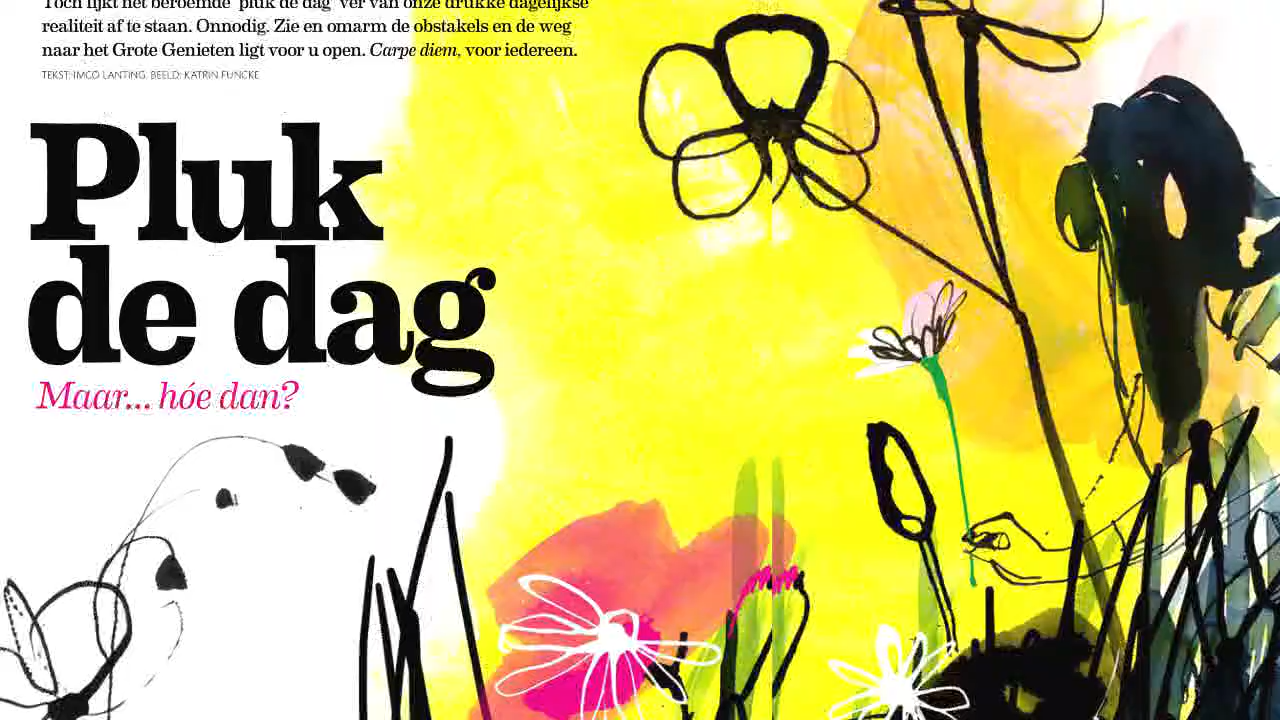 Toch lijkt het beroemde 'pluk de dag' ver van onze drukke dagelijkse
realiteit af te staan. Onnodig. Zie en omarm de obstakels en de weg
naar het Grote Genieten ligt voor u open. Carpe diem, voor iedereen.
TEKST: IMCO LANTING. BEELD: KATRIN FUNCKE
Pluk
de dag
Maar... hóe dan?